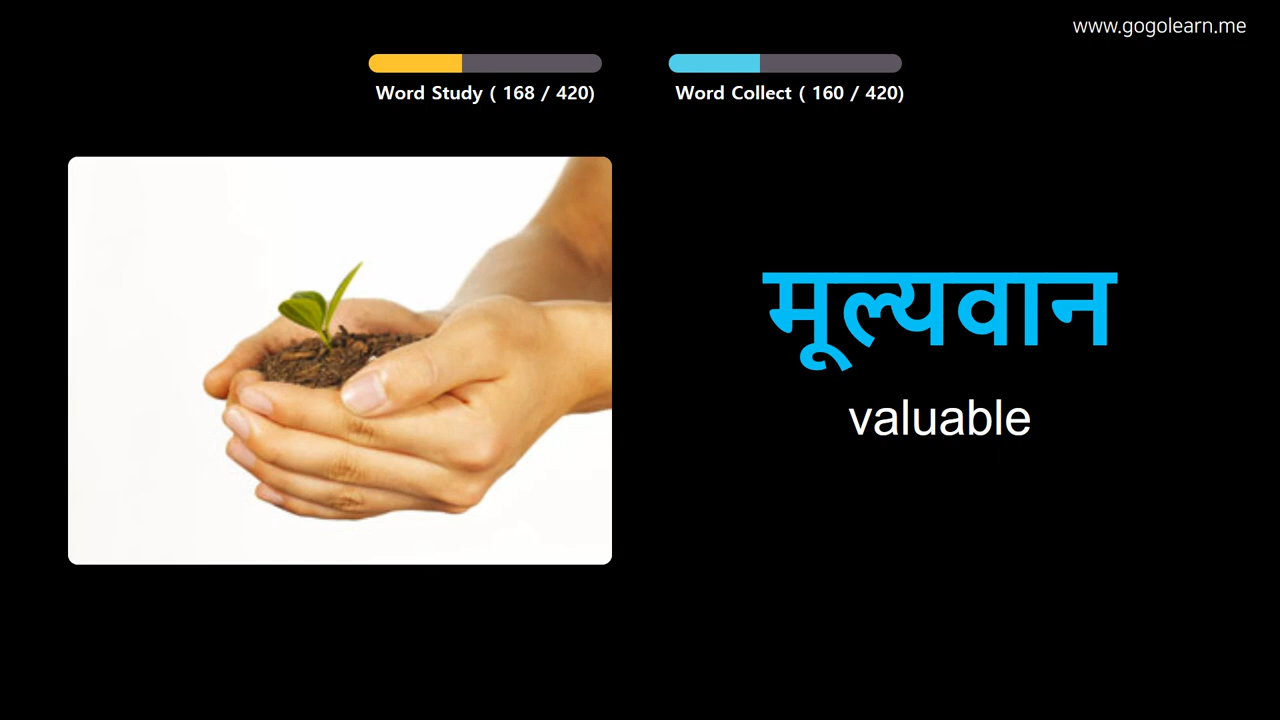 www.gogolearn.me
Word Study ( 168 / 420)
Word Collect ( 160 / 420)
मूल्यवान
valuable